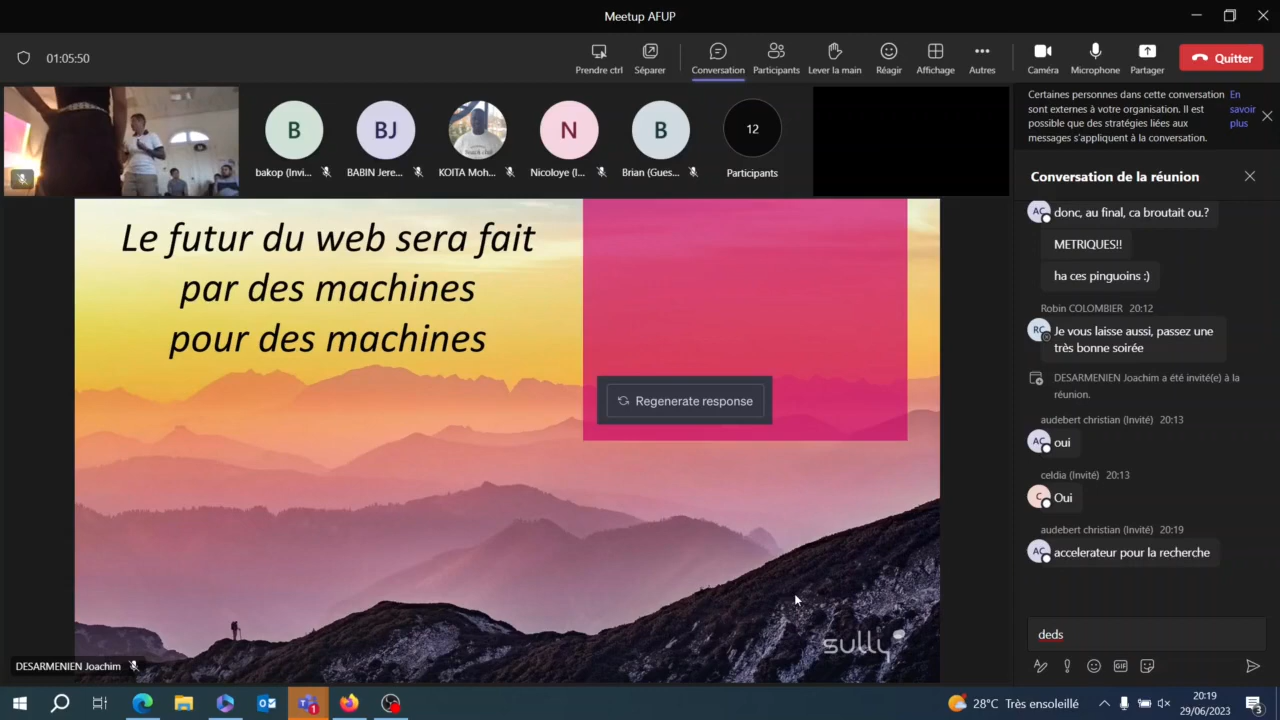 Meetup AFUP
01:05:50
Prendre ctrl
Séparer
Conversation
Participants
Lever la main
Réagir
Affichage
Autres
Caméra
Microphone
Partager
Quitter
B
BJ
N
B
12
bakop (Invi...
BABIN Jere...
KOITA Moh...
Nicoloye (I...
Brian (Gues...
Participants
Certaines personnes dans cette conversation
sont externes à votre organisation. Il est
possible que des stratégies liées aux
messages s'appliquent à la conversation.
En
savoir
plus
Conversation de la réunion
AC
donc, au final, ca broutait ou.?
METRIQUES!!
ha ces pinguoins :)
Robin COLOMBIER 20:12
RC
Je vous laisse aussi, passez une
très bonne soirée
DESARMENIEN Joachim a été invité(e) à la
réunion.
audebert christian (Invité) 20:13
AC
oui
celdia (Invité) 20:13
C
Oui
audebert christian (Invité) 20:19
AC
accelerateur pour la recherche
deds
GIF
Le futur du web sera fait
par des machines
pour des machines
Regenerate response
sully
DESARMENIEN Joachim
1
28°C Très ensoleillé
20:19
29/06/2023
3